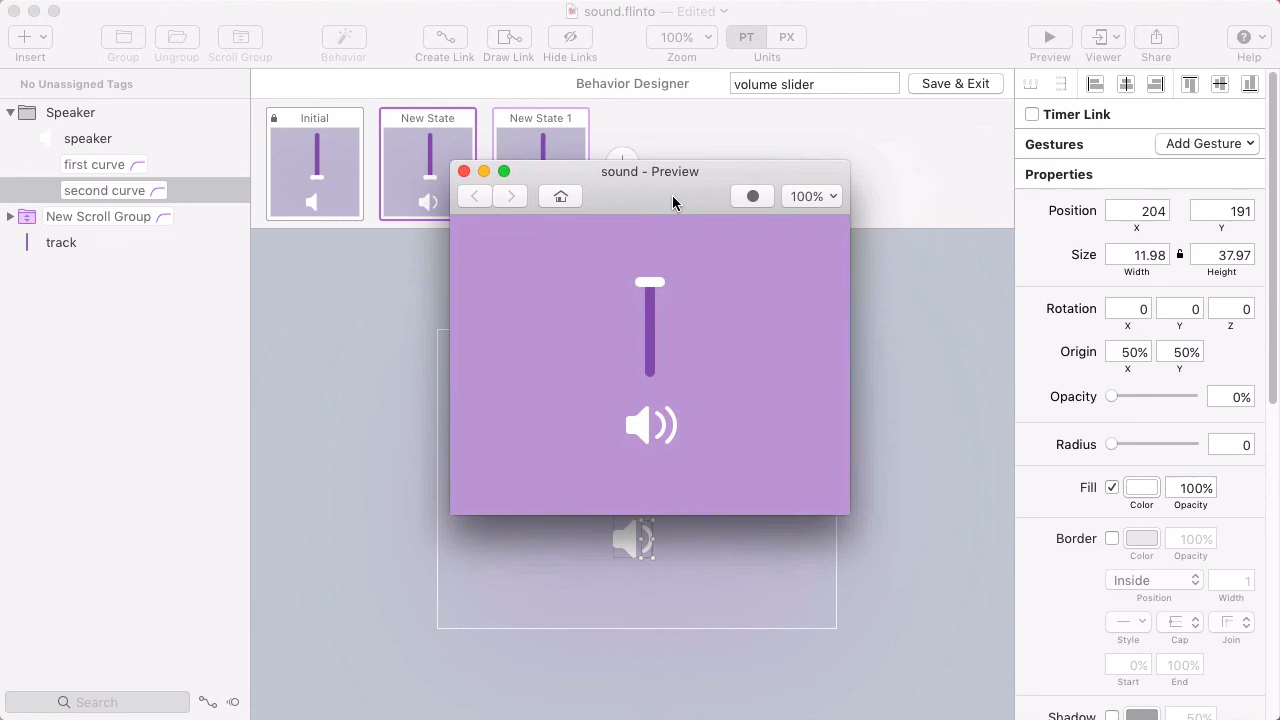 sound.flinto — Edited
Insert
Group
Ungroup
Scroll Group
Behavior
Create Link
Draw Link
Hide Links
100%
Zoom
PT PX
Units
Preview
Viewer
Share
Help
No Unassigned Tags
Behavior Designer
volume slider
Save & Exit
Speaker
speaker
first curve
second curve
New Scroll Group
track
Search
Initial
New State
New State 1
sound - Preview
100%
Timer Link
Gestures
Add Gesture
Properties
Position 204 191
X Y
Size 11.98 37.97
Width Height
Rotation 0 0 0
X Y Z
Origin 50% 50%
X Y
Opacity 0%
Radius 0
Fill 100%
Color Opacity
Border 100%
Color Opacity
Inside 1
Position Width
Style Cap Join
0% 100%
Start End
Shadow 50%